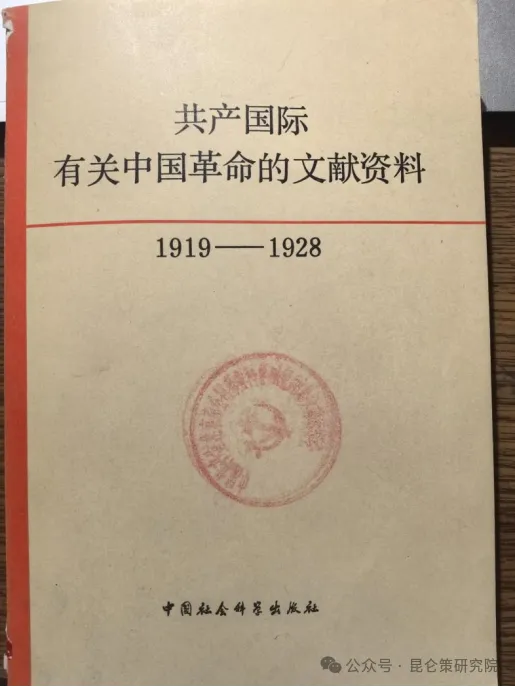 共产国际
有关中国革命的文献资料
1919——1928
中国社会科学出版社
公众号·昆仑策研究院